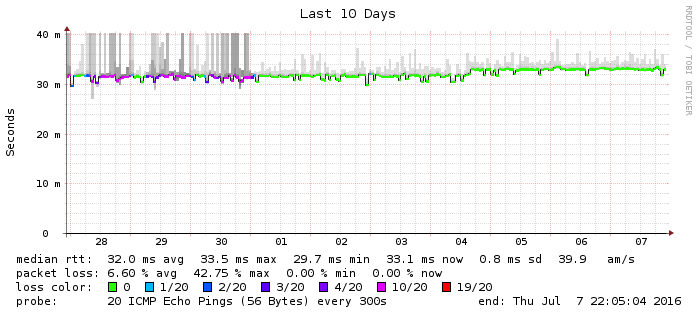 Last 10 Days
RRDTOOL / TOBI OETIKER
Seconds
40 m
30 m
20 m
10 m
0
28 29 30 01 02 03 04 05 06 07
median rtt: 32.0 ms avg 33.5 ms max 29.7 ms min 33.1 ms now 0.8 ms sd 39.9 am/s
packet loss: 6.60 % avg 42.75 % max 0.00 % min 0.00 % now
loss color: 0 1/20 2/20 3/20 4/20 10/20 19/20
probe: 20 ICMP Echo Pings (56 Bytes) every 300s end: Thu Jul 7 22:05:04 2016